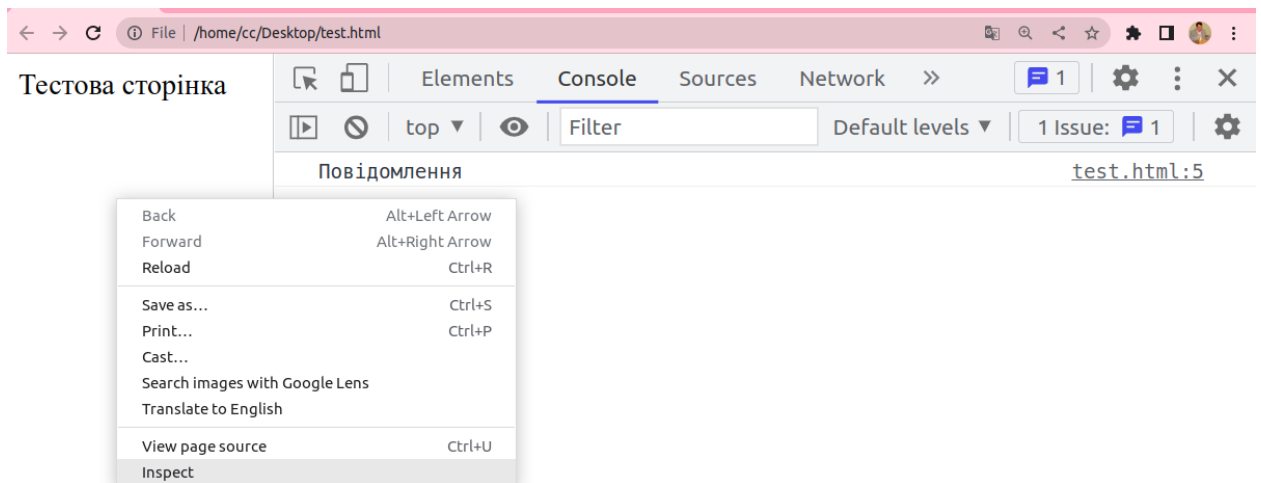 File | /home/cc/Desktop/test.html
Тестова сторінка
Elements Console Sources Network » 1
top ▼ Filter Default levels ▼ 1 Issue: 1
Повідомлення test.html:5
Back Alt+Left Arrow
Forward Alt+Right Arrow
Reload Ctrl+R
Save as... Ctrl+S
Print... Ctrl+P
Cast...
Search images with Google Lens
Translate to English
View page source Ctrl+U
Inspect